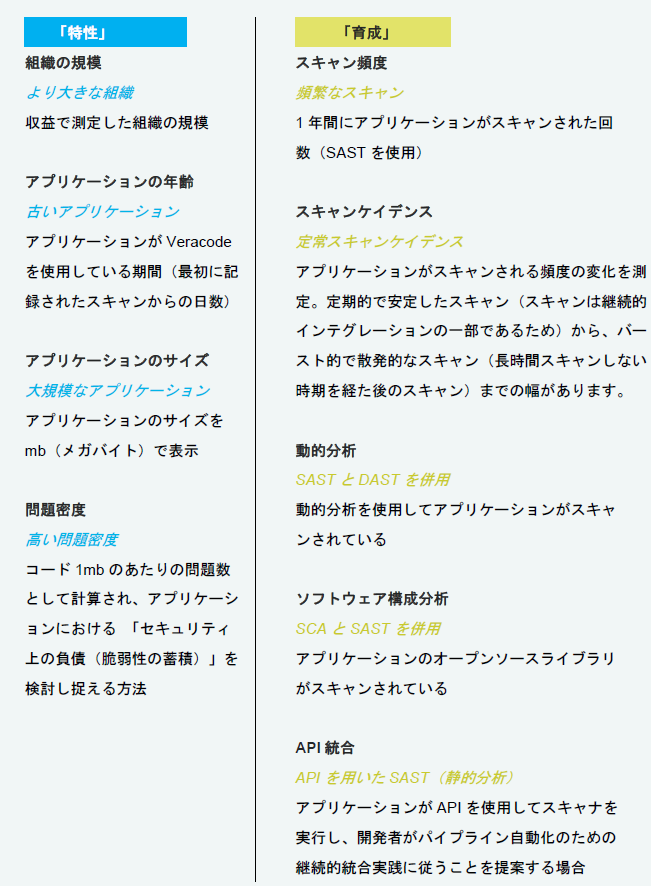 「特性」
組織の規模
より大きな組織
収益で測定した組織の規模
アプリケーションの年齢
古いアプリケーション
アプリケーションが Veracode
を使用している期間（最初に記
録されたスキャンからの日数）
アプリケーションのサイズ
大規模なアプリケーション
アプリケーションのサイズを
mb（メガバイト）で表示
問題密度
高い問題密度
コード 1mb のあたりの問題数
として計算され、アプリケーシ
ョンにおける 「セキュリティ
上の負債（脆弱性の蓄積）」を
検討し捉える方法
「育成」
スキャン頻度
頻繁なスキャン
1 年間にアプリケーションがスキャンされた回
数（SAST を使用）
スキャンケイデンス
定常スキャンケイデンス
アプリケーションがスキャンされる頻度の変化を測
定。定期的で安定したスキャン（スキャンは継続的
インテグレーションの一部であるため）から、バー
スト的で散発的なスキャン（長時間スキャンしない
時期を経た後のスキャン）までの幅があります。
動的分析
SAST と DAST を併用
動的分析を使用してアプリケーションがスキャ
ンされている
ソフトウェア構成分析
SCA と SAST を併用
アプリケーションのオープンソースライブラリ
がスキャンされている
API 統合
API を用いた SAST（静的分析）
アプリケーションが API を使用してスキャナを
実行し、開発者がパイプライン自動化のための
継続的統合実践に従うことを提案する場合